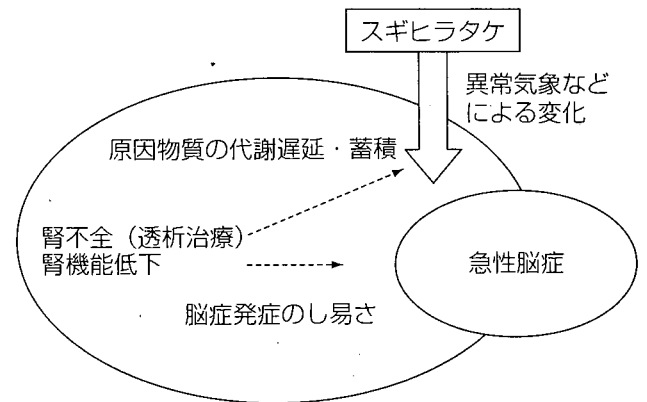 スギヒラタケ
異常気象など
による変化
原因物質の代謝遅延・蓄積
腎不全（透析治療）
腎機能低下
急性脳症
脳症発症のし易さ